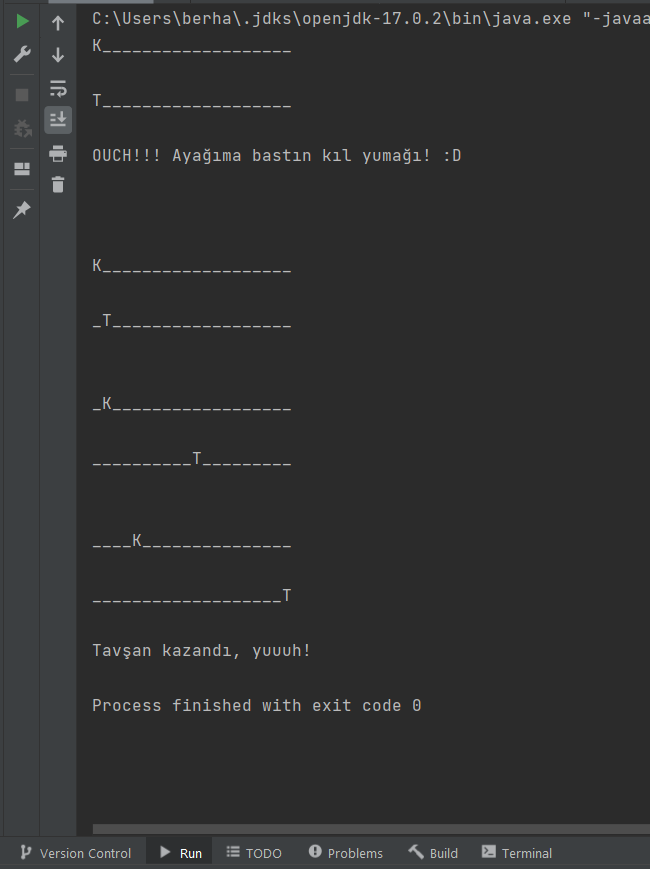 C:\Users\berha\.jdks\openjdk-17.0.2\bin\java.exe "-javaa
K___________________
T___________________
OUCH!!! Ayağıma bastın kıl yumağı! :D
K___________________
_T__________________
_K__________________
__________T_________
____K_______________
___________________T
Tavşan kazandı, yuuuh!
Process finished with exit code 0
Version Control Run TODO Problems Build Terminal